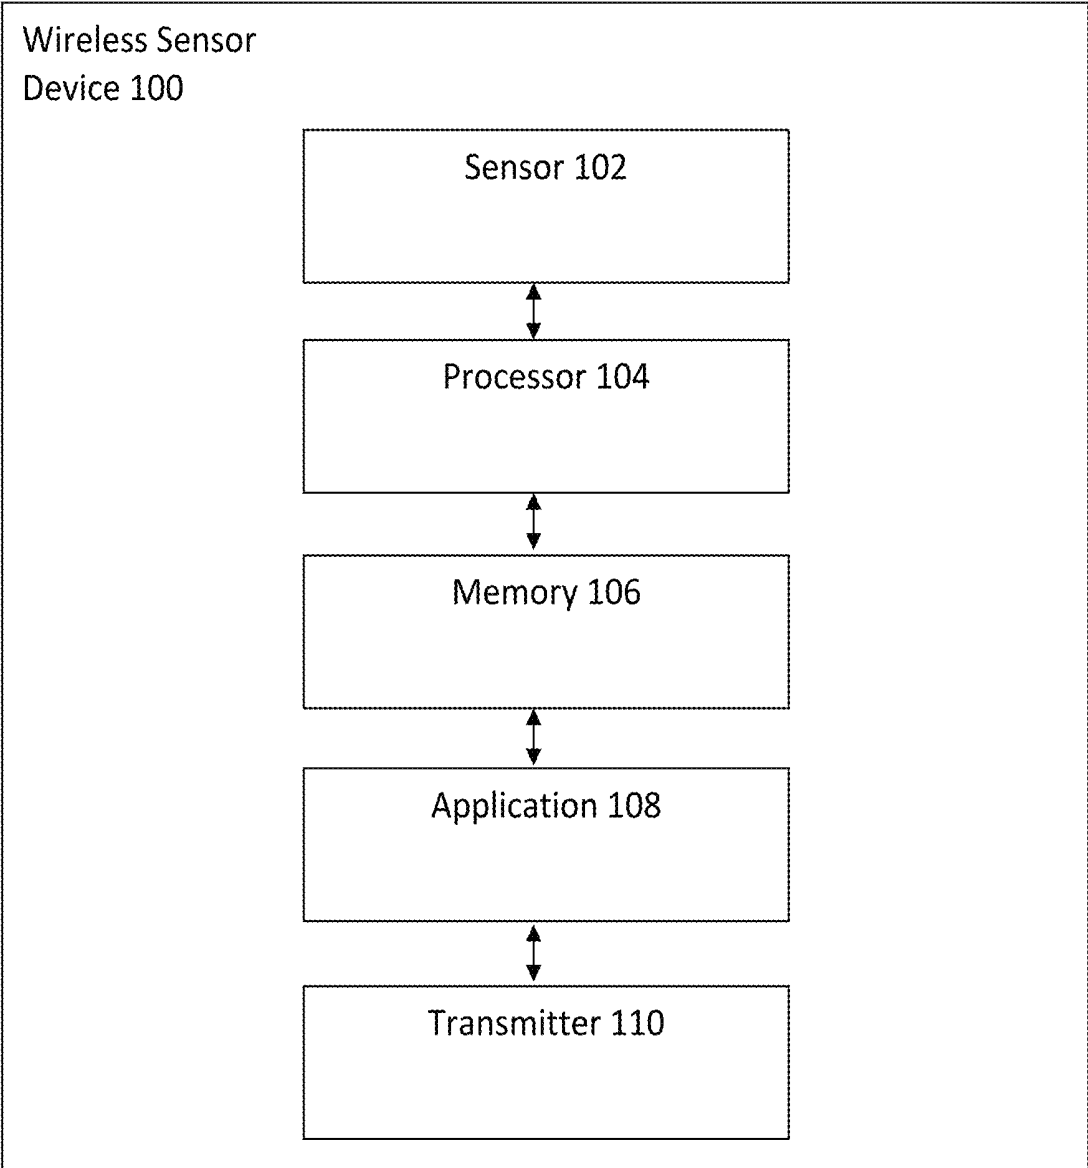 Wireless Sensor
Device 100
Sensor 102
Processor 104
Memory 106
Application 108
Transmitter 110